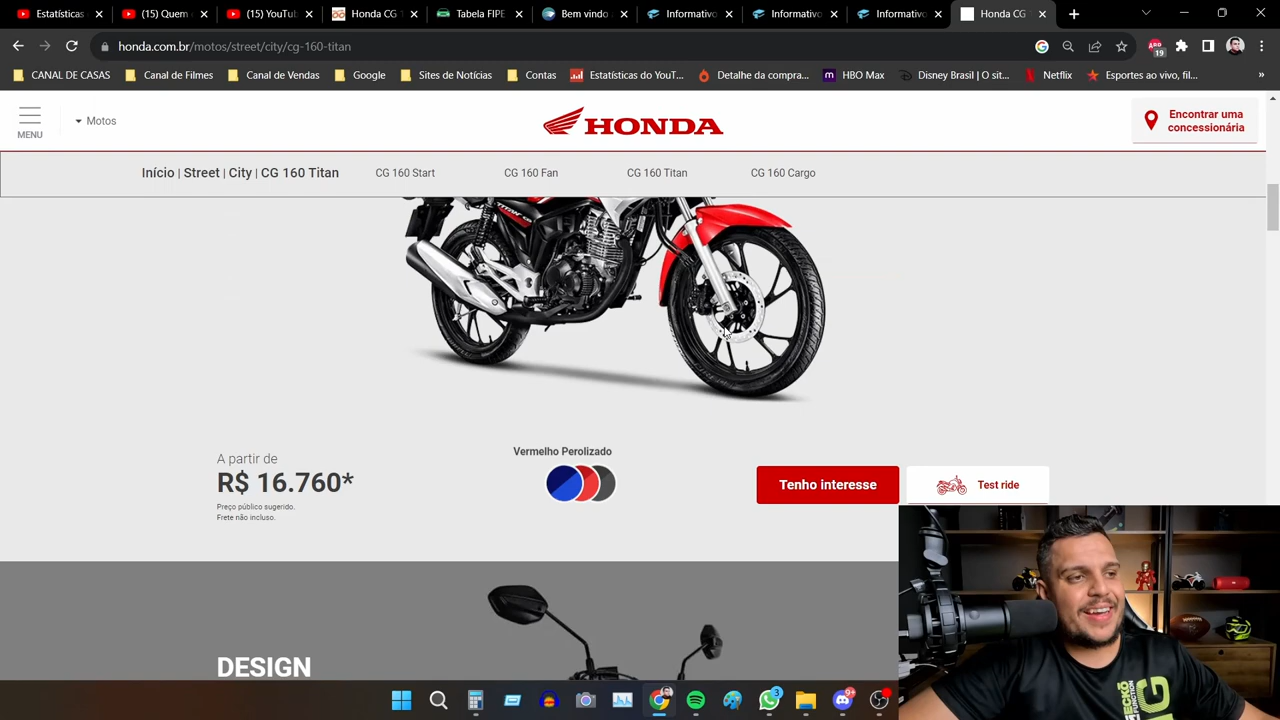 Estatísticas
(15) Quem e
(15) YouTub
Honda CG 1
Tabela FIPE
Bem vindo a
Informativo
Informativo
Informativo
Honda CG
honda.com.br/motos/street/city/cg-160-titan
19
CANAL DE CASAS
Canal de Filmes
Canal de Vendas
Google
Sites de Notícias
Contas
Estatísticas do YouT...
Detalhe da compra...
HBO Max
Disney Brasil | O sit...
Netflix
Esportes ao vivo, fil...
»
MENU
Motos
HONDA
Encontrar uma
concessionária
Início | Street | City | CG 160 Titan
CG 160 Start
CG 160 Fan
CG 160 Titan
CG 160 Cargo
A partir de
R$ 16.760*
Preço público sugerido.
Frete não incluso.
Vermelho Perolizado
Tenho interesse
Test ride
DESIGN
3
9+